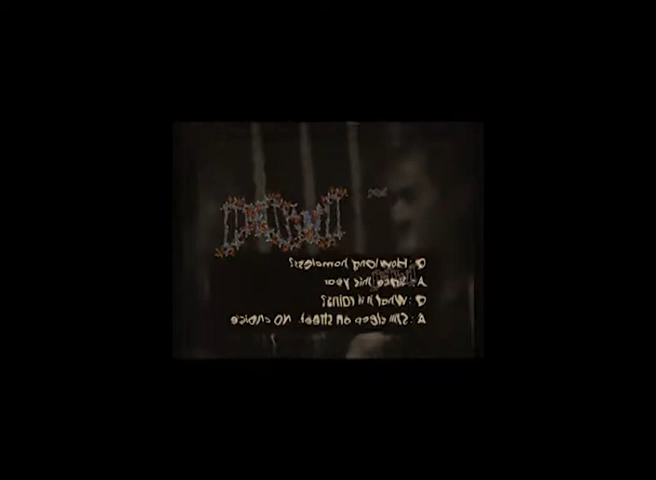 Q: How long homeless?
A: Since this year
Q: What if it rains?
A: Still sleep on street, no choice